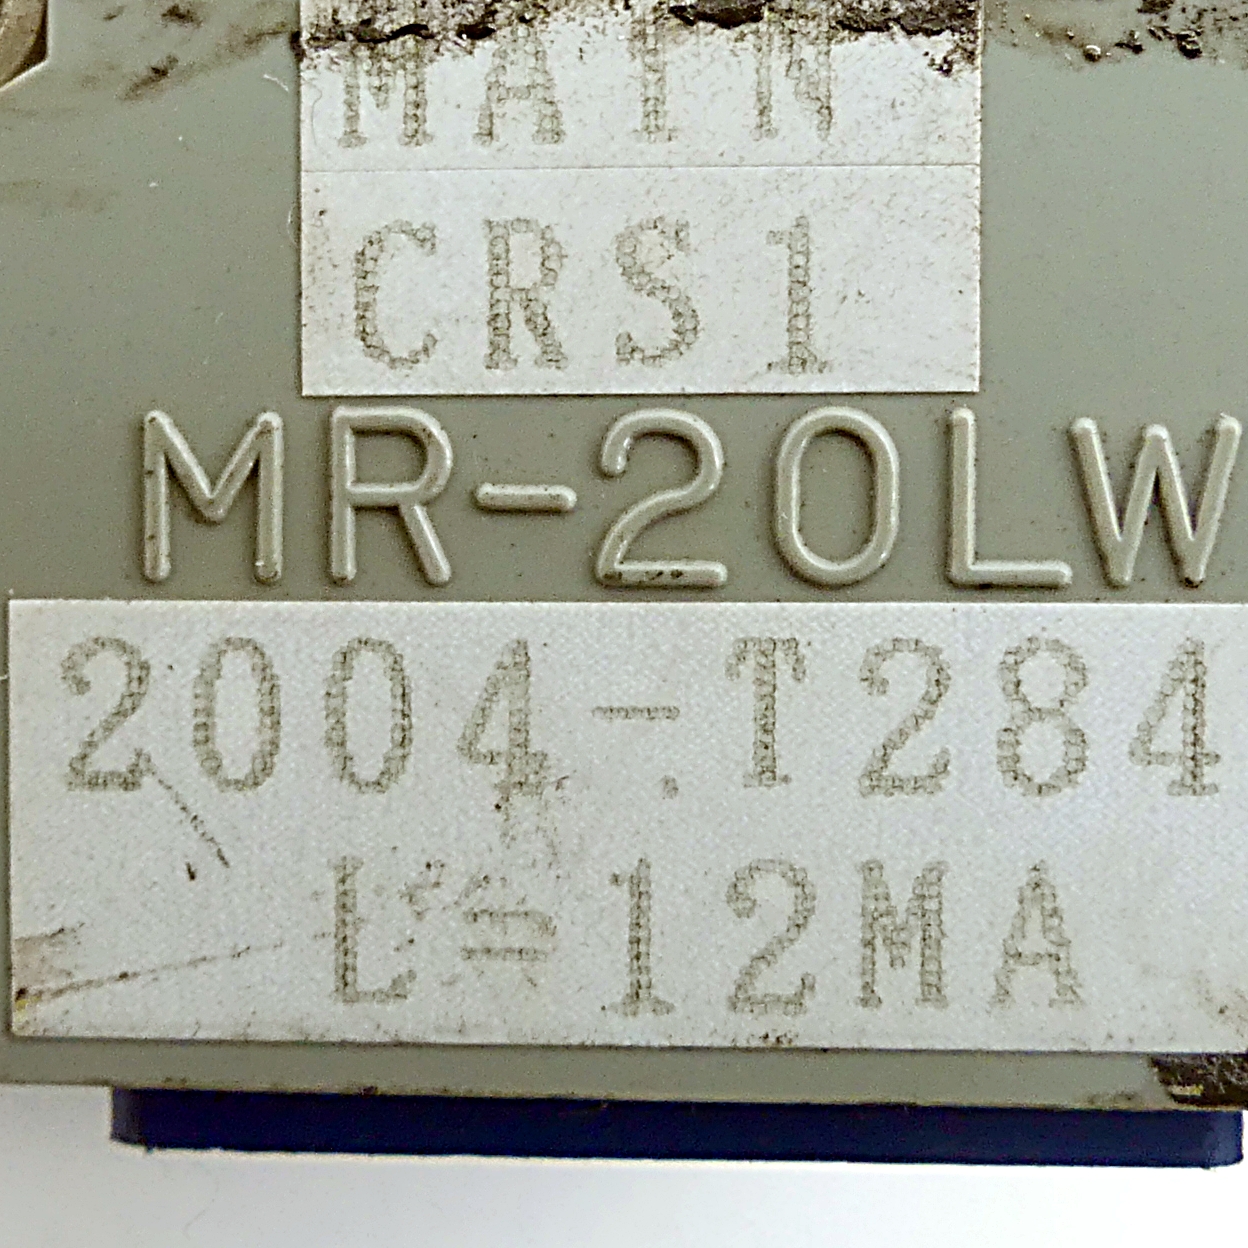 MAIN
CRS1
MR-20LW
2004-T284
L=12MA